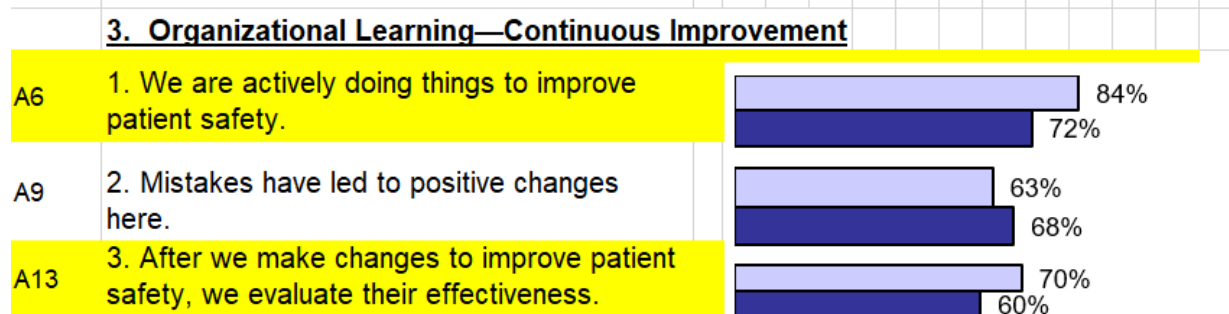 3. Organizational Learning—Continuous Improvement
A6
1. We are actively doing things to improve
patient safety.
84%
72%
A9
2. Mistakes have led to positive changes
here.
63%
68%
A13
3. After we make changes to improve patient
safety, we evaluate their effectiveness.
70%
60%